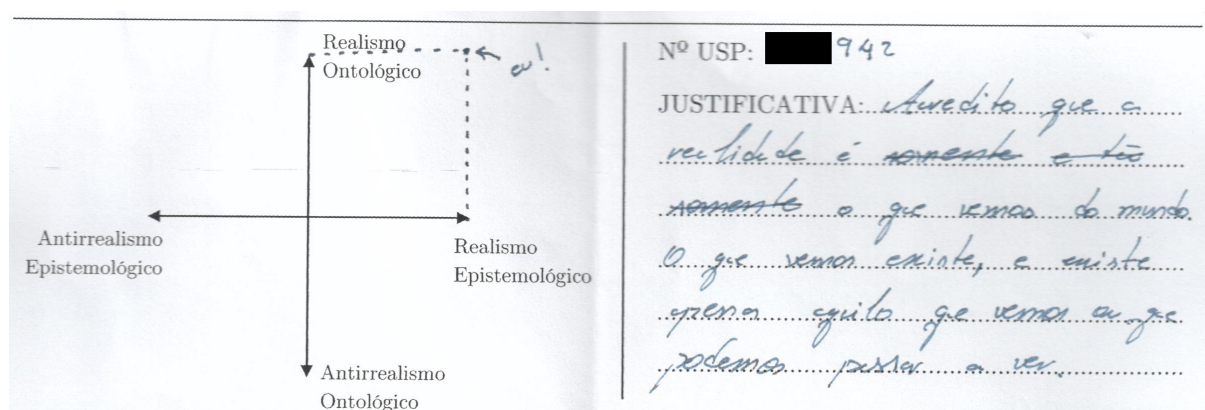 Realismo
Ontológico
eu!
Antirrealismo
Epistemológico
Realismo
Epistemológico
Antirrealismo
Ontológico
Nº USP: 942
JUSTIFICATIVA: Acredito que a
realidade é somente e tão
somente o que vemos do mundo.
O que vemos existe, e existe
apenas aquilo que vemos ou que
podemos passar a ver.